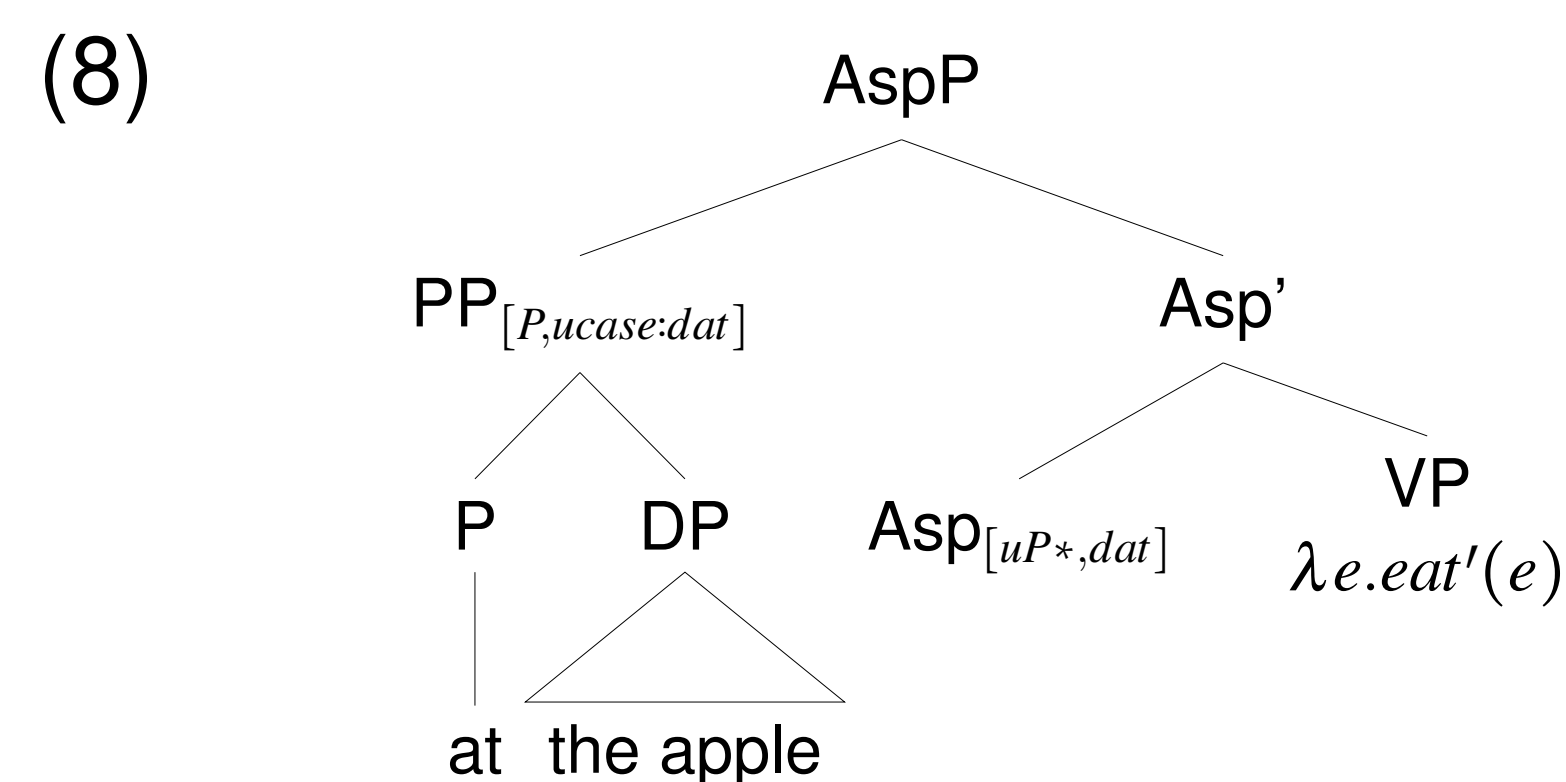 (8)
AspP
PP[P,ucase:dat] Asp’
P DP Asp[uP*,dat] VP
λe.eat′(e)
at the apple